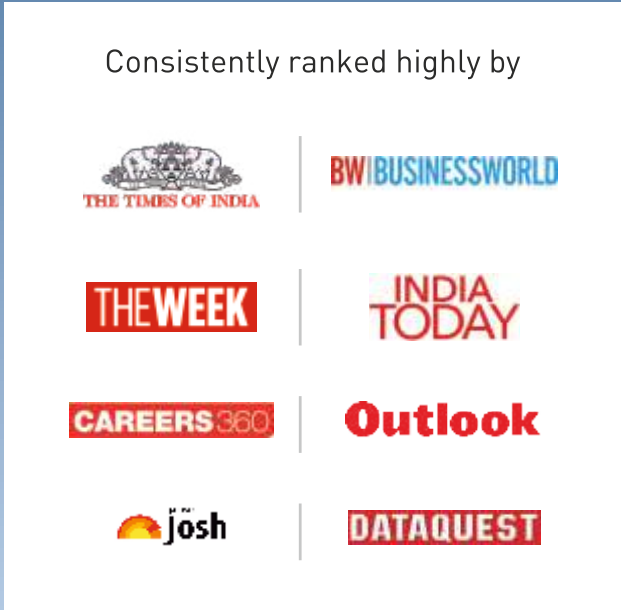 Consistently ranked highly by
THE TIMES OF INDIA
BW|BUSINESSWORLD
THEWEEK
INDIA
TODAY
CAREERS360
Outlook
josh
DATAQUEST